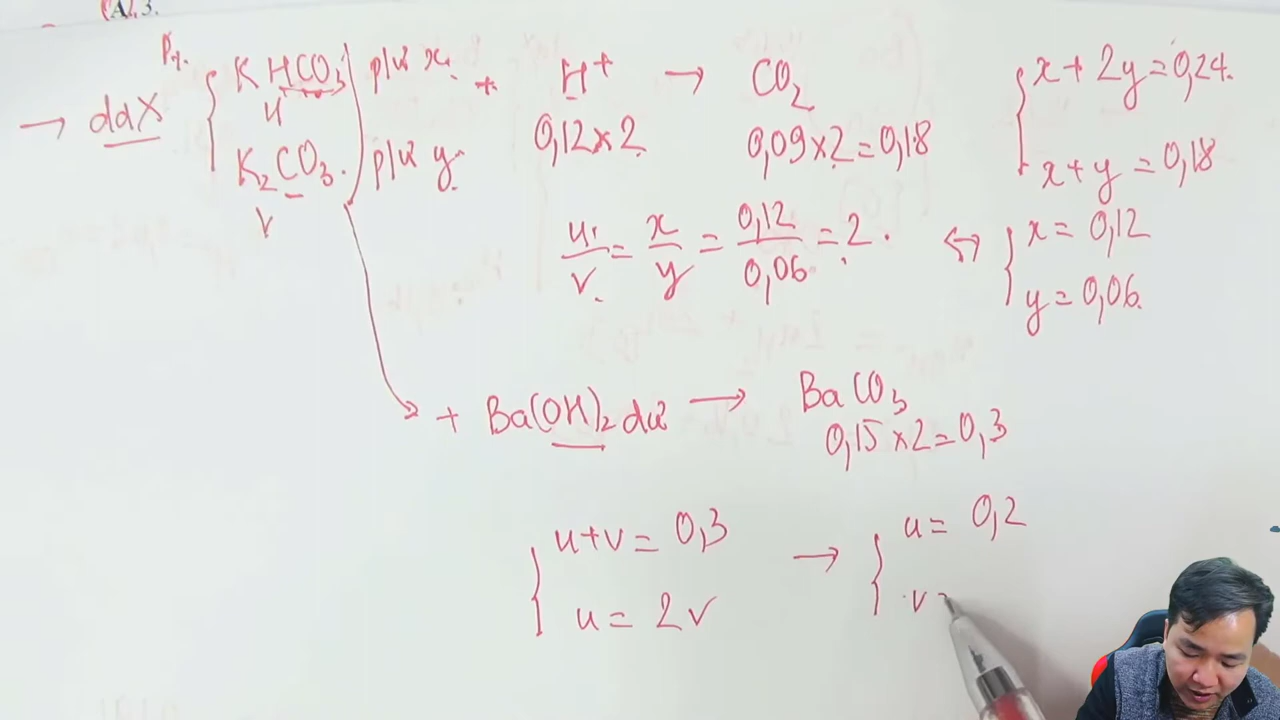 (A). 3.
→ ddX { KHCO3 p/ư x. + H+ → CO2
u
0,12×2 0,09×2=0,18
K2CO3. p/ư y.
v
{ x + 2y = 0,24.
x + y = 0,18
u/v = x/y = 0,12/0,06 = 2. ⇔ { x = 0,12
y = 0,06.
+ Ba(OH)2 dư → BaCO3
0,15×2=0,3
{ u+v = 0,3 → { u = 0,2
u = 2v v =